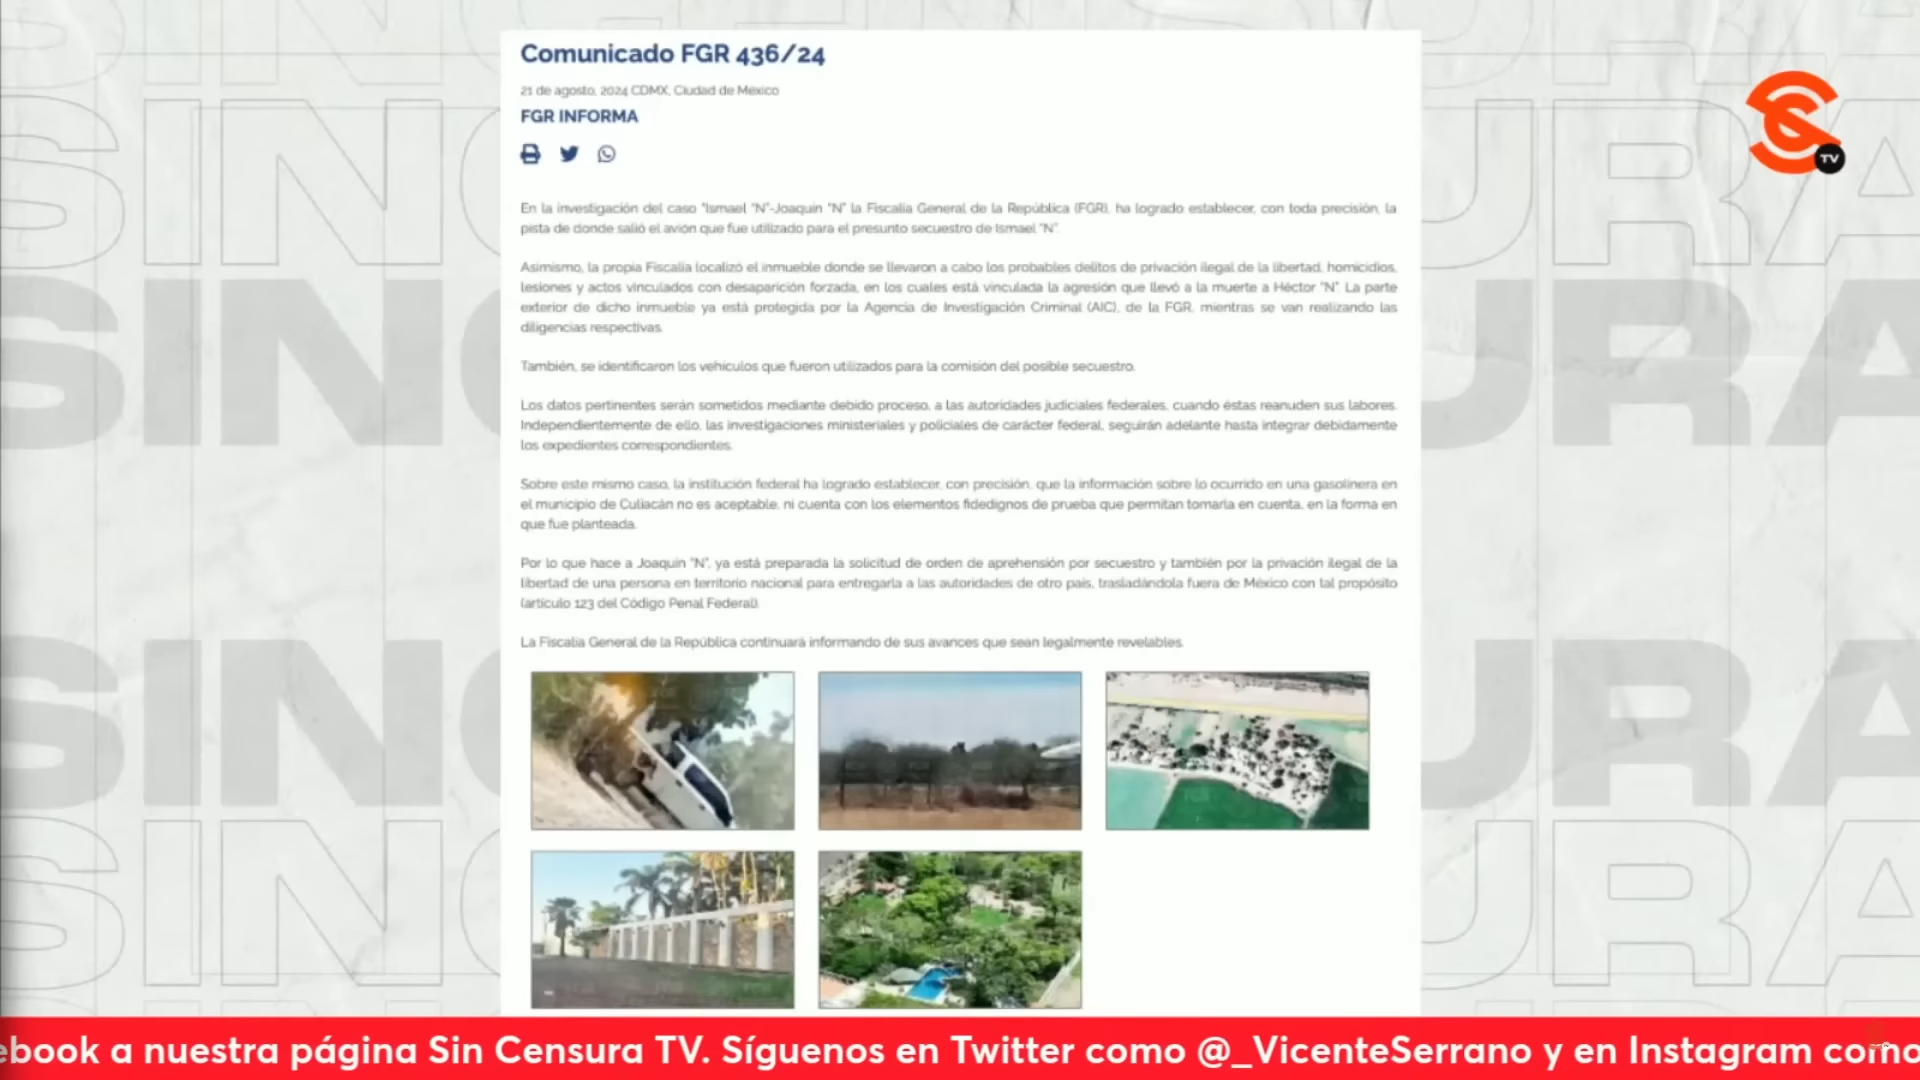 Comunicado FGR 436/24
21 de agosto, 2024 CDMX, Ciudad de México
FGR INFORMA
En la investigación del caso "Ismael "N"-Joaquin "N" la Fiscalía General de la República (FGR), ha logrado establecer, con toda precisión, la
pista de donde salió el avión que fue utilizado para el presunto secuestro de Ismael "N".
Asimismo, la propia Fiscalía localizó el inmueble donde se llevaron a cabo los probables delitos de privación ilegal de la libertad, homicidios,
lesiones y actos vinculados con desaparición forzada, en los cuales está vinculada la agresión que llevó a la muerte a Héctor "N". La parte
exterior de dicho inmueble ya está protegida por la Agencia de Investigación Criminal (AIC), de la FGR, mientras se van realizando las
diligencias respectivas.
También, se identificaron los vehículos que fueron utilizados para la comisión del posible secuestro.
Los datos pertinentes serán sometidos mediante debido proceso, a las autoridades judiciales federales, cuando éstas reanuden sus labores.
Independientemente de ello, las investigaciones ministeriales y policiales de carácter federal, seguirán adelante hasta integrar debidamente
los expedientes correspondientes.
Sobre este mismo caso, la institución federal ha logrado establecer, con precisión, que la información sobre lo ocurrido en una gasolinera en
el municipio de Culiacán no es aceptable, ni cuenta con los elementos fidedignos de prueba que permitan tomarla en cuenta, en la forma en
que fue planteada.
Por lo que hace a Joaquín "N", ya está preparada la solicitud de orden de aprehensión por secuestro y también por la privación ilegal de la
libertad de una persona en territorio nacional para entregarla a las autoridades de otro país, trasladándola fuera de México con tal propósito
(artículo 123 del Código Penal Federal).
La Fiscalía General de la República continuará informando de sus avances que sean legalmente revelables.
TV
ebook a nuestra página Sin Censura TV. Síguenos en Twitter como @_VicenteSerrano y en Instagram como